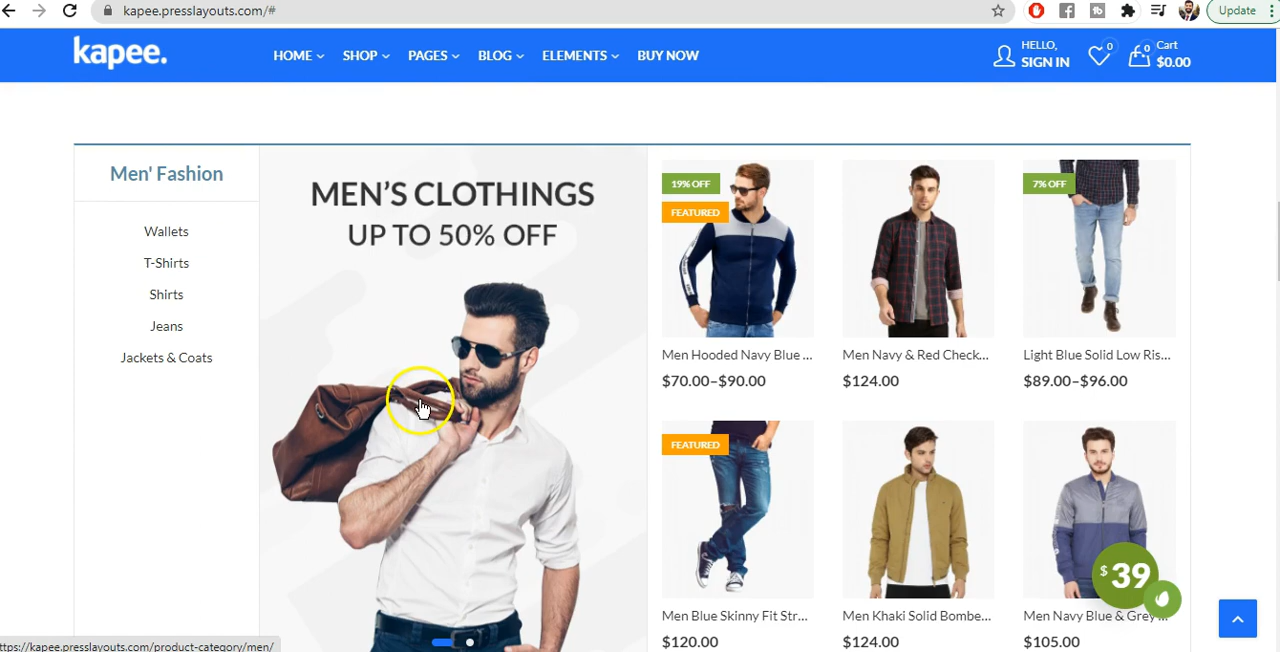 kapee.presslayouts.com/#
Update
kapee.
HOME
SHOP
PAGES
BLOG
ELEMENTS
BUY NOW
HELLO,
SIGN IN
0
0
Cart
$0.00
Men' Fashion
Wallets
T-Shirts
Shirts
Jeans
Jackets & Coats
MEN'S CLOTHINGS
UP TO 50% OFF
19% OFF
FEATURED
7% OFF
Men Hooded Navy Blue ...
Men Navy & Red Check...
Light Blue Solid Low Ris...
$70.00–$90.00
$124.00
$89.00–$96.00
FEATURED
Men Blue Skinny Fit Str...
Men Khaki Solid Bombe...
Men Navy Blue & Grey ...
$120.00
$124.00
$105.00
$39
ttps://kapee.presslayouts.com/product-category/men/